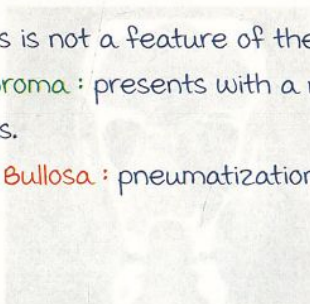 s is not a feature of the
roma : presents with a
s.
Bullosa : pneumatization